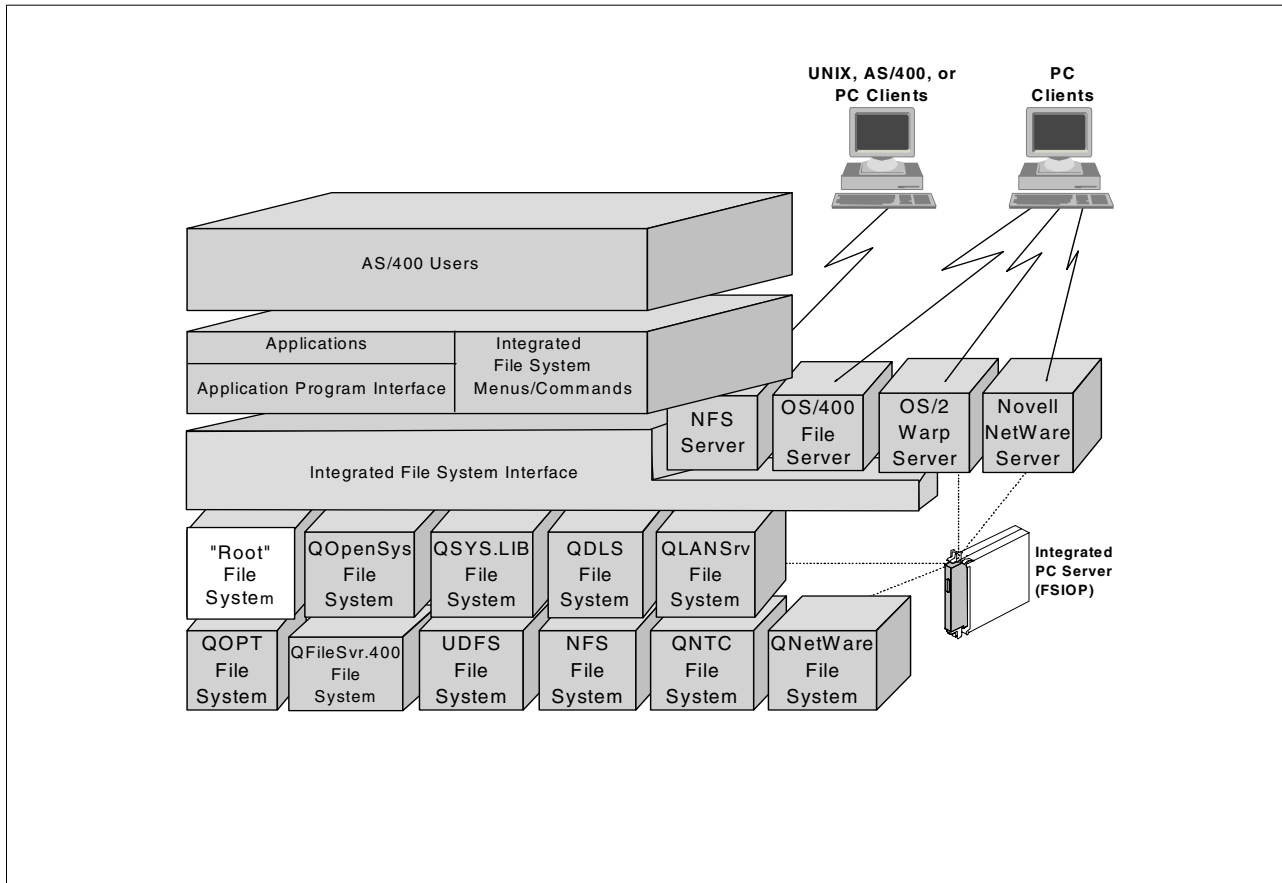 UNIX, AS/400, or
PC Clients
PC
Clients
AS/400 Users
Applications
Application Program Interface
Integrated
File System
Menus/Commands
NFS
Server
OS/400
File
Server
OS/2
Warp
Server
Novell
NetWare
Server
Integrated File System Interface
"Root"
File
System
QOpenSys
File
System
QSYS.LIB
File
System
QDLS
File
System
QLANSrv
File
System
Integrated
PC Server
(FSIOP)
QOPT
File
System
QFileSvr.400
File
System
UDFS
File
System
NFS
File
System
QNTC
File
System
QNetWare
File
System